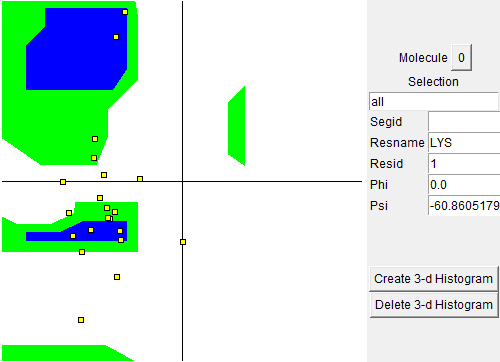 Molecule 0
Selection
all
Segid
Resname LYS
Resid 1
Phi 0.0
Psi -60.8605179
Create 3-d Histogram
Delete 3-d Histogram